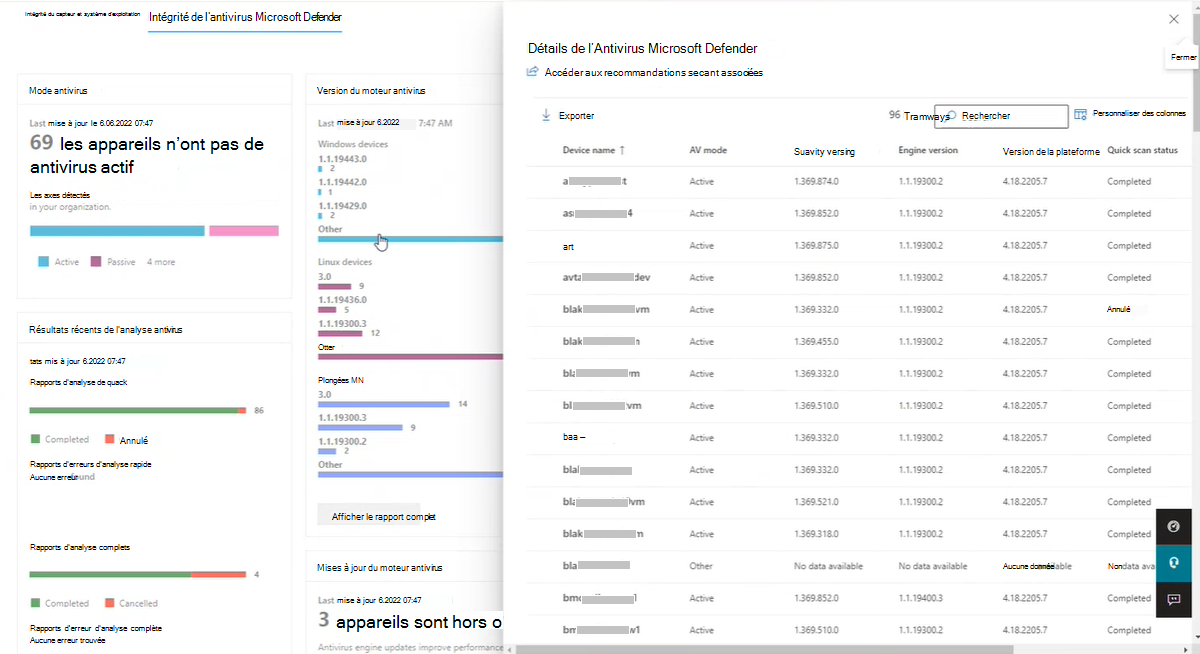 Intégrité du capteur et système d'exploitation
Intégrité de l'antivirus Microsoft Defender
Mode antivirus
Last mise à jour le 6.06.2022 07:47
69 les appareils n'ont pas de
antivirus actif
Les axes détectés
in your organization.
Active Passive 4 more
Résultats récents de l'analyse antivirus
tats mis à jour 6.2022 07:47
Rapports d'analyse de quack
86
Completed Annulé
Rapports d'erreurs d'analyse rapide
Aucune erreur
Rapports d'analyse complets
4
Completed Cancelled
Rapports d'erreur d'analyse complète
Aucune erreur trouvée
Version du moteur antivirus
Last mise à jour 6.2022 7:47 AM
Windows devices
1.1.19443.0
2
1.1.19442.0
1
1.1.19429.0
2
Other
Linux devices
3.0
9
1.1.19436.0
5
1.1.19300.3
12
Otter
Plongées MN
3.0
14
1.1.19300.3
9
1.1.19300.2
2
Other
Afficher le rapport complet
Mises à jour du moteur antivirus
Last mise à jour 6.2022 07:47
3 appareils sont hors o
Antivirus engine updates improve performance
Détails de l'Antivirus Microsoft Defender
Accéder aux recommandations secant associées
Fermer
Exporter
96 Tramways
Rechercher
Personnaliser des colonnes
Device name ↑ AV mode Suavity versing Engine version Version de la plateforme Quick scan status
a t Active 1.369.874.0 1.1.19300.2 4.18.2205.7 Completed
as 4 Active 1.369.852.0 1.1.19300.2 4.18.2205.7 Completed
art Active 1.369.875.0 1.1.19300.2 4.18.2205.7 Completed
avta dev Active 1.369.852.0 1.1.19300.2 4.18.2205.7 Completed
blak vm Active 1.369.332.0 1.1.19300.2 4.18.2205.7 Annulé
blak Active 1.369.455.0 1.1.19300.2 4.18.2205.7 Completed
bla vm Active 1.369.332.0 1.1.19300.2 4.18.2205.7 Completed
bl vm Active 1.369.510.0 1.1.19300.2 4.18.2205.7 Completed
baa – Active 1.369.332.0 1.1.19300.2 4.18.2205.7 Completed
bla Active 1.369.332.0 1.1.19300.2 4.18.2205.7 Completed
bla vm Active 1.369.521.0 1.1.19300.2 4.18.2205.7 Completed
blak Active 1.369.318.0 1.1.19300.2 4.18.2205.7 Completed
bla Other No data available No data available Aucune donnée Non data ava
bmc 1 Active 1.369.852.0 1.1.19400.3 4.18.2205.7 Completed
bm w1 Active 1.369.510.0 1.1.19300.2 4.18.2205.7 Completed